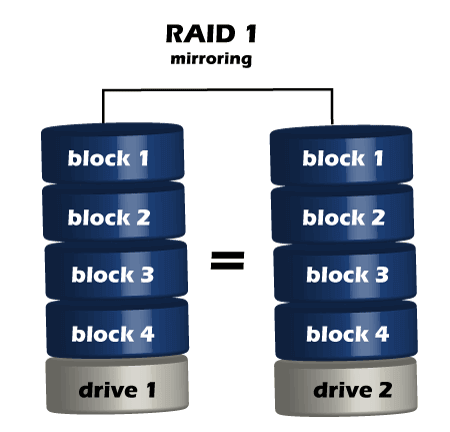 RAID 1
mirroring
block 1
block 2
block 3
block 4
drive 1
=
block 1
block 2
block 3
block 4
drive 2